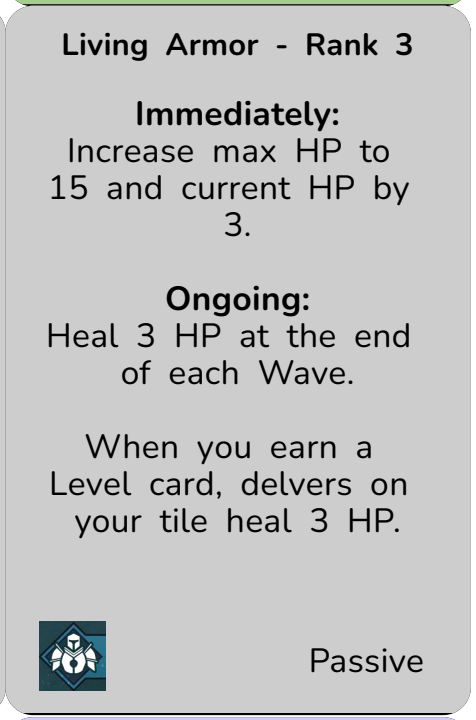 Living Armor - Rank 3
Immediately:
Increase max HP to
15 and current HP by
3.
Ongoing:
Heal 3 HP at the end
of each Wave.
When you earn a
Level card, delvers on
your tile heal 3 HP.
Passive